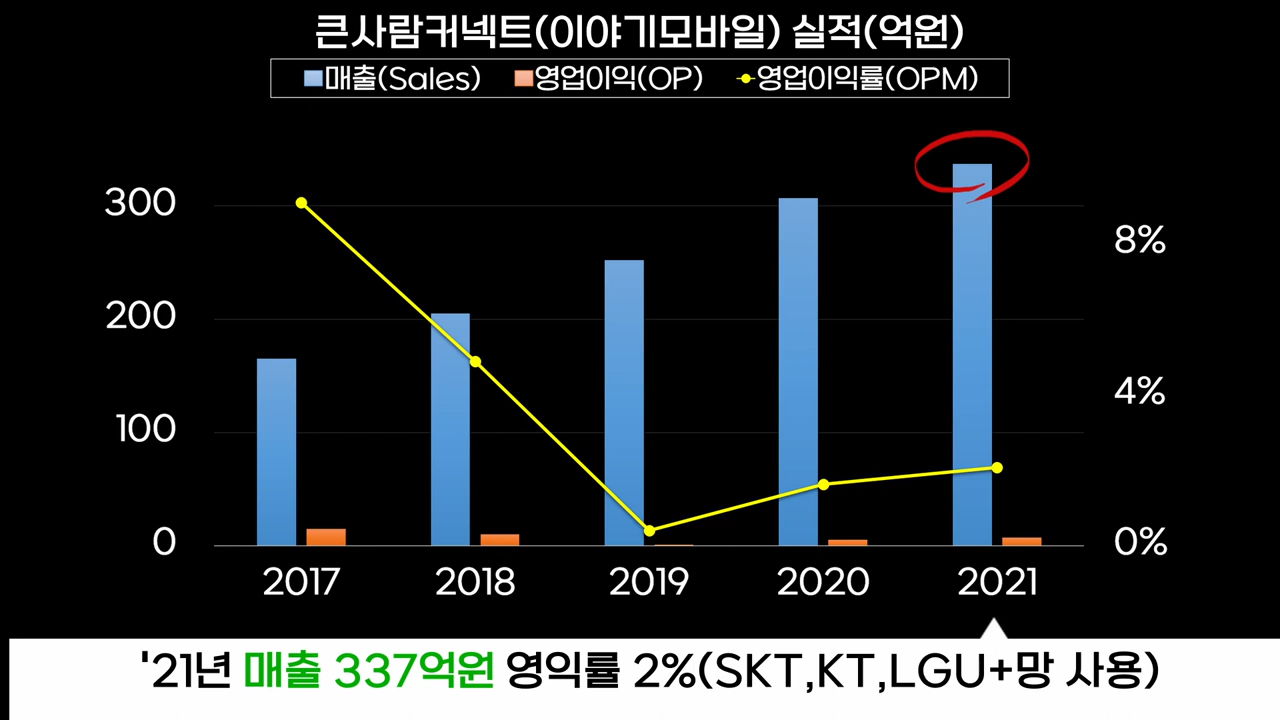 큰사람커넥트(이야기모바일) 실적(억원)
매출(Sales) 영업이익(OP) 영업이익률(OPM)
300
200
100
0
8%
4%
0%
2017 2018 2019 2020 2021
'21년 매출 337억원 영익률 2%(SKT,KT,LGU+망 사용)